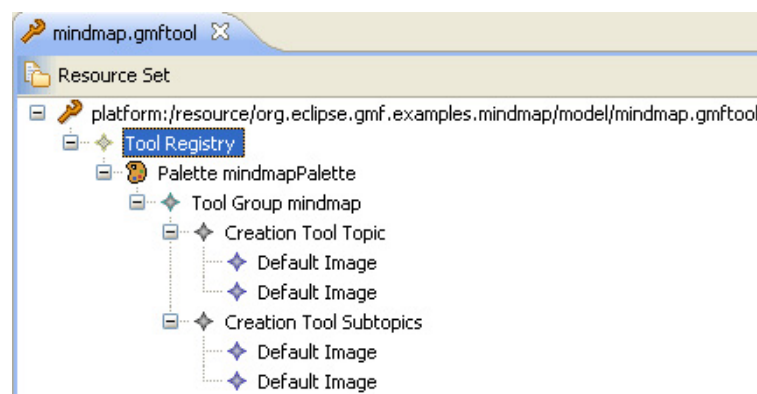 mindmap.gmftool
Resource Set
platform:/resource/org.eclipse.gmf.examples.mindmap/model/mindmap.gmftool
Tool Registry
Palette mindmapPalette
Tool Group mindmap
Creation Tool Topic
Default Image
Default Image
Creation Tool Subtopics
Default Image
Default Image